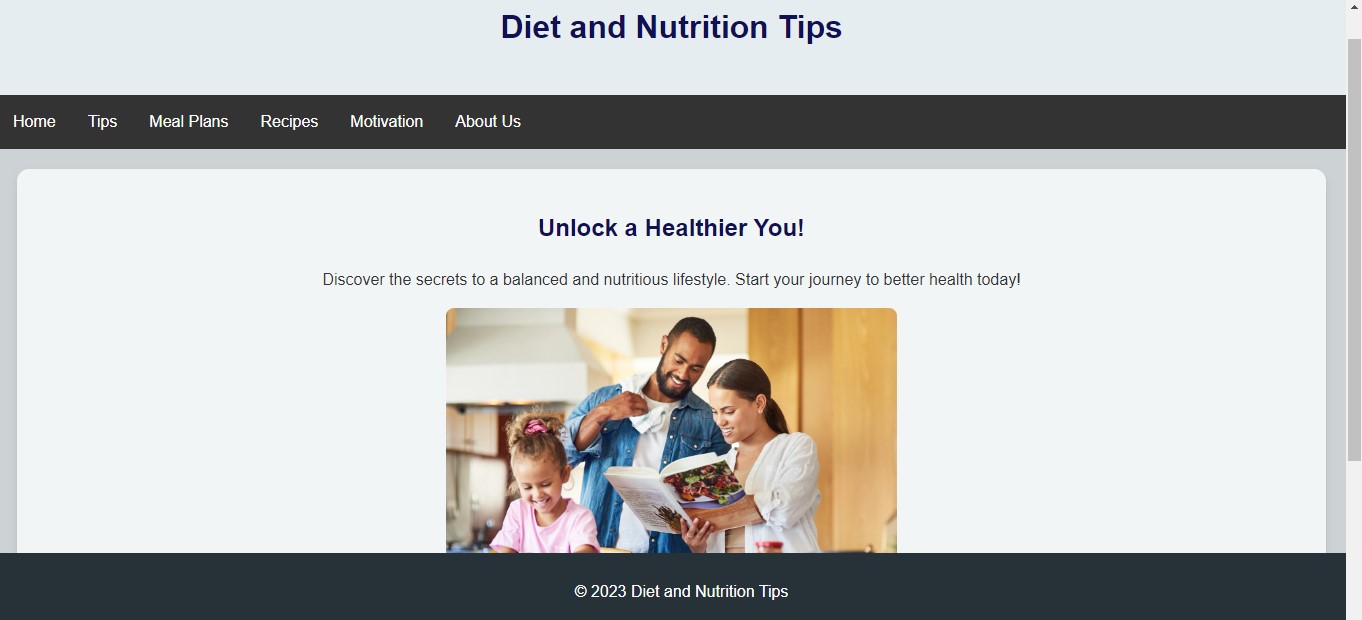 Diet and Nutrition Tips
Home Tips Meal Plans Recipes Motivation About Us
Unlock a Healthier You!
Discover the secrets to a balanced and nutritious lifestyle. Start your journey to better health today!
© 2023 Diet and Nutrition Tips